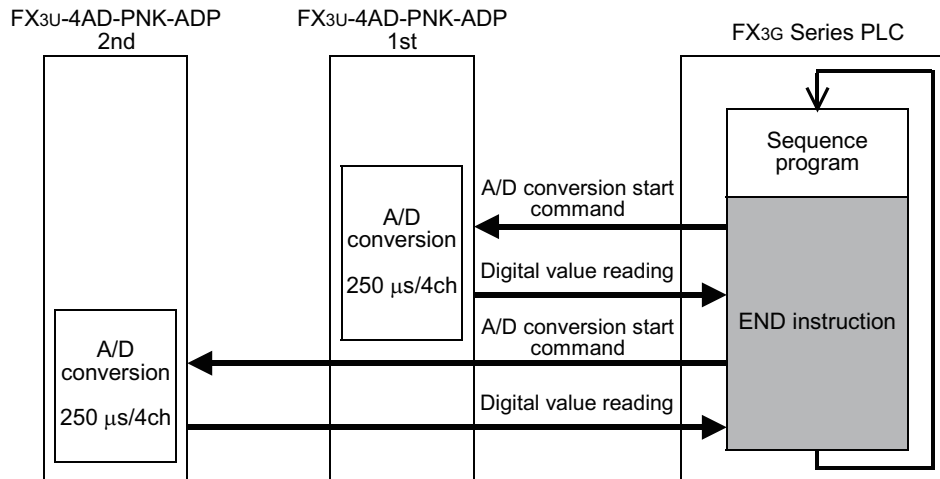 FX3U-4AD-PNK-ADP
2nd
FX3U-4AD-PNK-ADP
1st
FX3G Series PLC
Sequence
program
A/D conversion start
command
A/D
conversion
250 μs/4ch
Digital value reading
END instruction
A/D conversion start
command
A/D
conversion
250 μs/4ch
Digital value reading